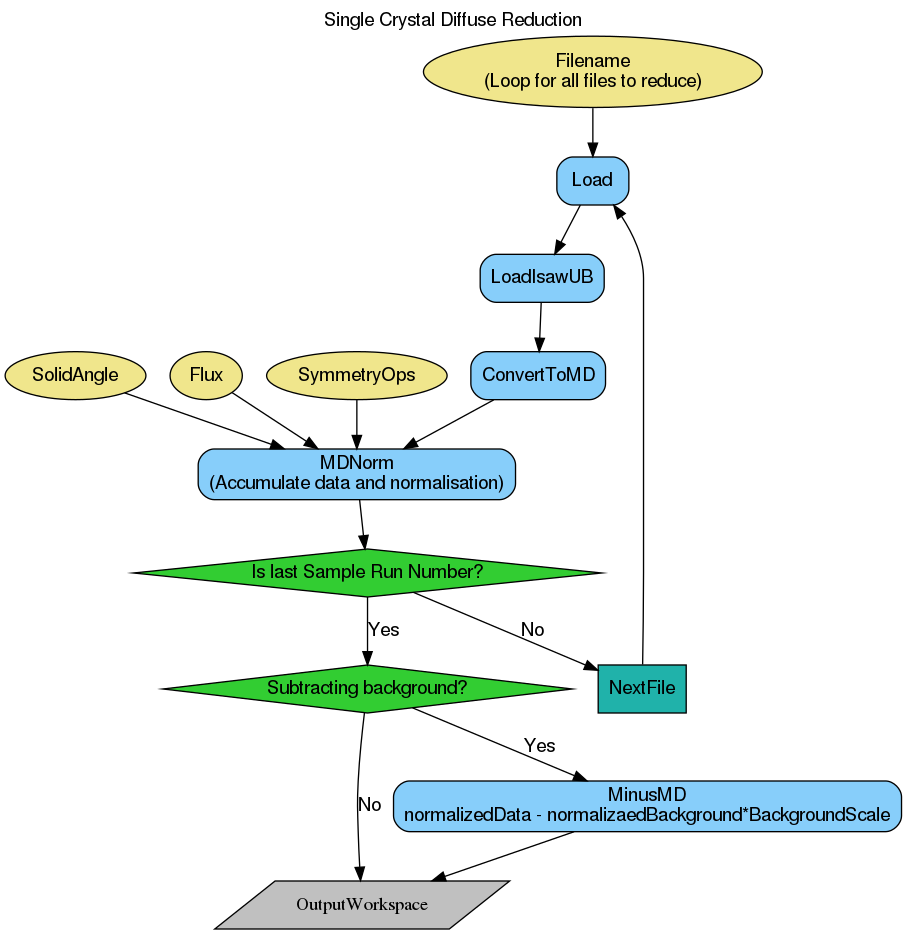 Single Crystal Diffuse Reduction
Filename
(Loop for all files to reduce)
Load
LoadIsawUB
SolidAngle
Flux
SymmetryOps
ConvertToMD
MDNorm
(Accumulate data and normalisation)
Is last Sample Run Number?
Yes
No
Subtracting background?
NextFile
Yes
No
MinusMD
normalizedData - normalizaedBackground*BackgroundScale
OutputWorkspace